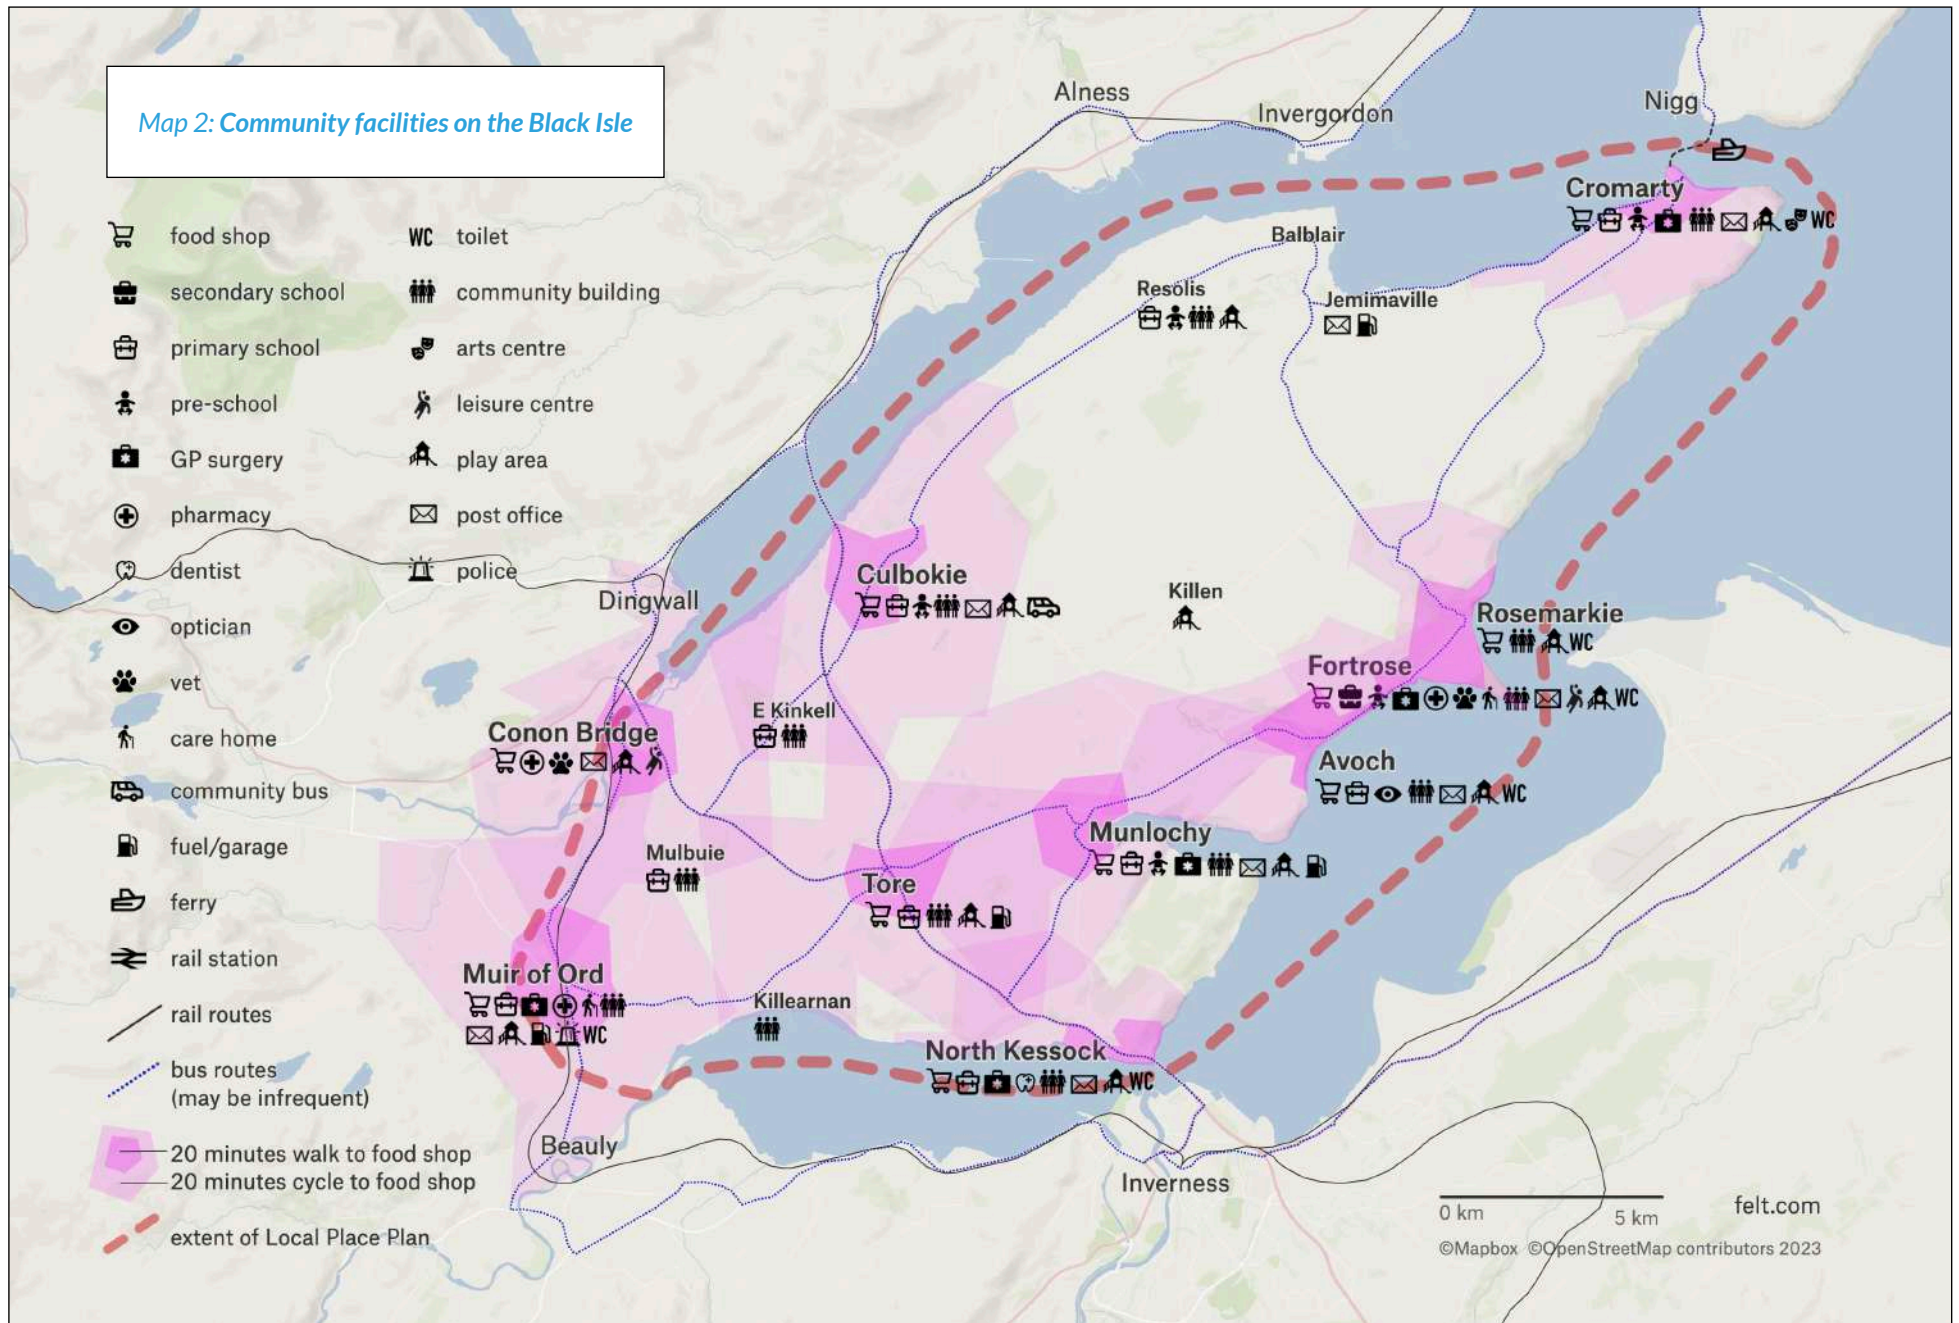 Map 2: Community facilities on the Black Isle
food shop
secondary school
primary school
pre-school
GP surgery
pharmacy
dentist
optician
vet
care home
community bus
fuel/garage
ferry
rail station
rail routes
bus routes
(may be infrequent)
20 minutes walk to food shop
20 minutes cycle to food shop
extent of Local Place Plan
WC toilet
community building
arts centre
leisure centre
play area
post office
police
Alness
Invergordon
Nigg
Cromarty
WC
Balblair
Resolis
Jemimaville
Culbokie
Killen
Dingwall
Rosemarkie
WC
Fortrose
WC
E Kinkell
Conon Bridge
Avoch
WC
Munlochy
Mulbuie
Tore
Muir of Ord
WC
Killearnan
North Kessock
WC
Beauly
Inverness
0 km
5 km
felt.com
©Mapbox ©OpenStreetMap contributors 2023